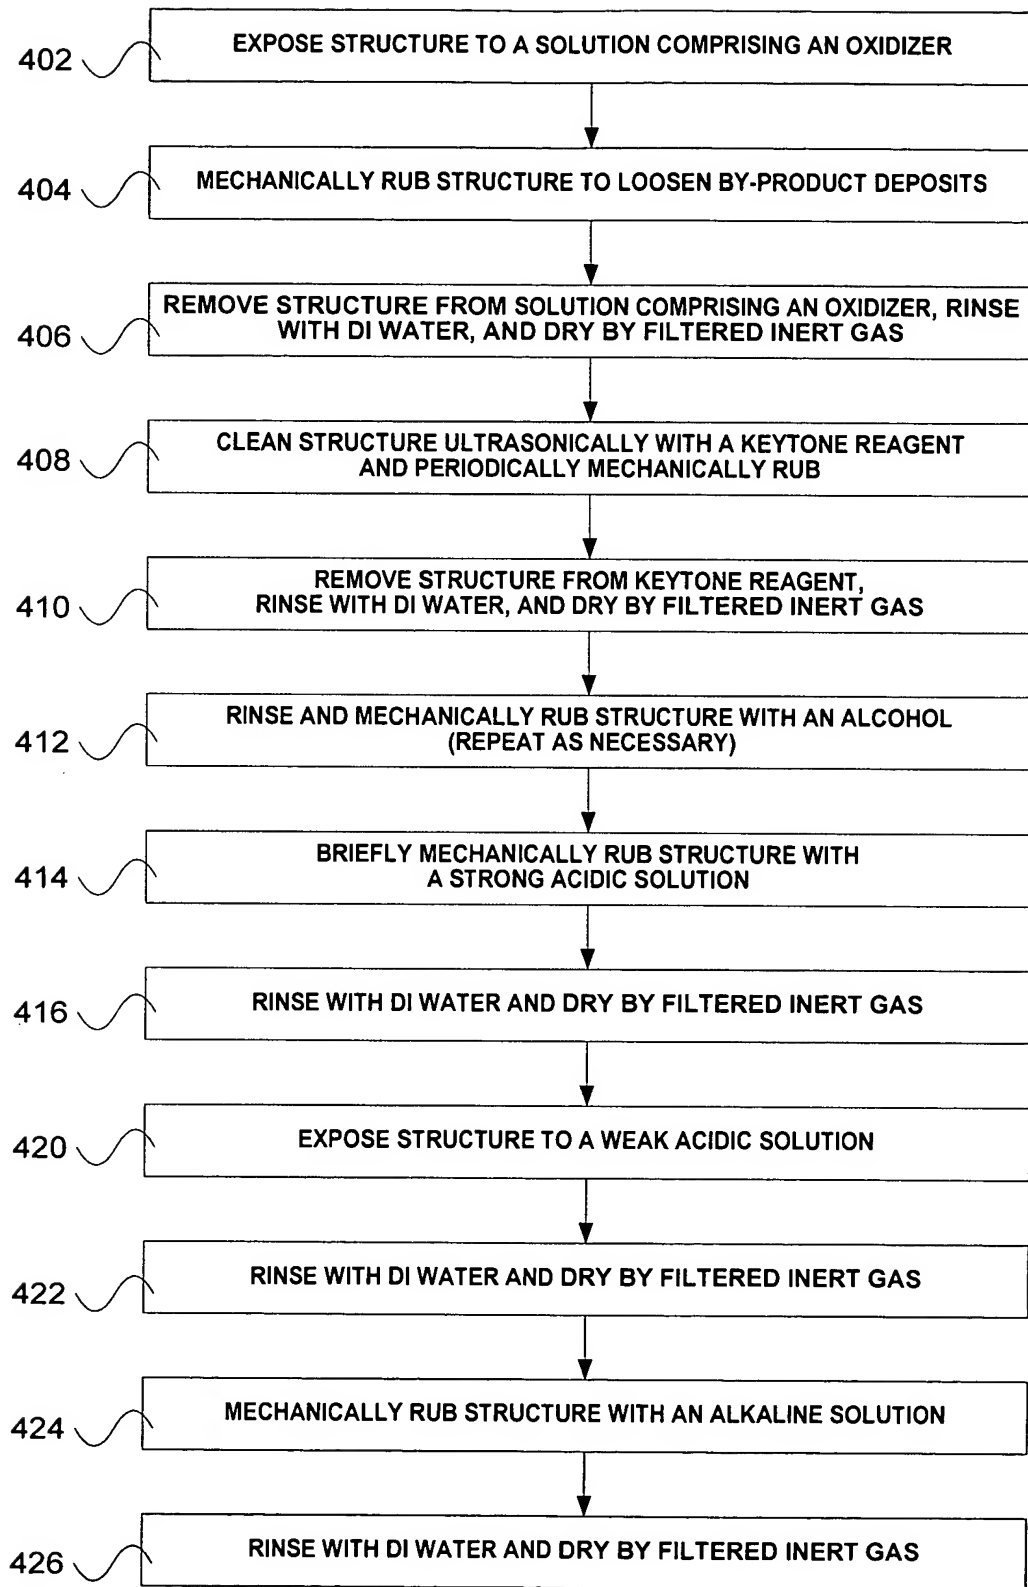 402
EXPOSE STRUCTURE TO A SOLUTION COMPRISING AN OXIDIZER
404
MECHANICALLY RUB STRUCTURE TO LOOSEN BY-PRODUCT DEPOSITS
406
REMOVE STRUCTURE FROM SOLUTION COMPRISING AN OXIDIZER, RINSE
WITH DI WATER, AND DRY BY FILTERED INERT GAS
408
CLEAN STRUCTURE ULTRASONICALLY WITH A KEYTONE REAGENT
AND PERIODICALLY MECHANICALLY RUB
410
REMOVE STRUCTURE FROM KEYTONE REAGENT,
RINSE WITH DI WATER, AND DRY BY FILTERED INERT GAS
412
RINSE AND MECHANICALLY RUB STRUCTURE WITH AN ALCOHOL
(REPEAT AS NECESSARY)
414
BRIEFLY MECHANICALLY RUB STRUCTURE WITH
A STRONG ACIDIC SOLUTION
416
RINSE WITH DI WATER AND DRY BY FILTERED INERT GAS
420
EXPOSE STRUCTURE TO A WEAK ACIDIC SOLUTION
422
RINSE WITH DI WATER AND DRY BY FILTERED INERT GAS
424
MECHANICALLY RUB STRUCTURE WITH AN ALKALINE SOLUTION
426
RINSE WITH DI WATER AND DRY BY FILTERED INERT GAS